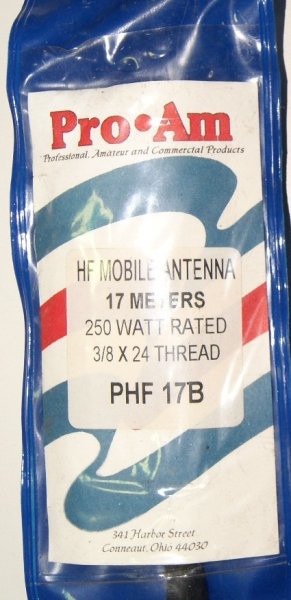 Pro•Am
Professional, Amateur and Commercial Products
HF MOBILE ANTENNA
17 METERS
250 WATT RATED
3/8 X 24 THREAD
PHF 17B
341 Harbor Street
Conneaut, Ohio 44030